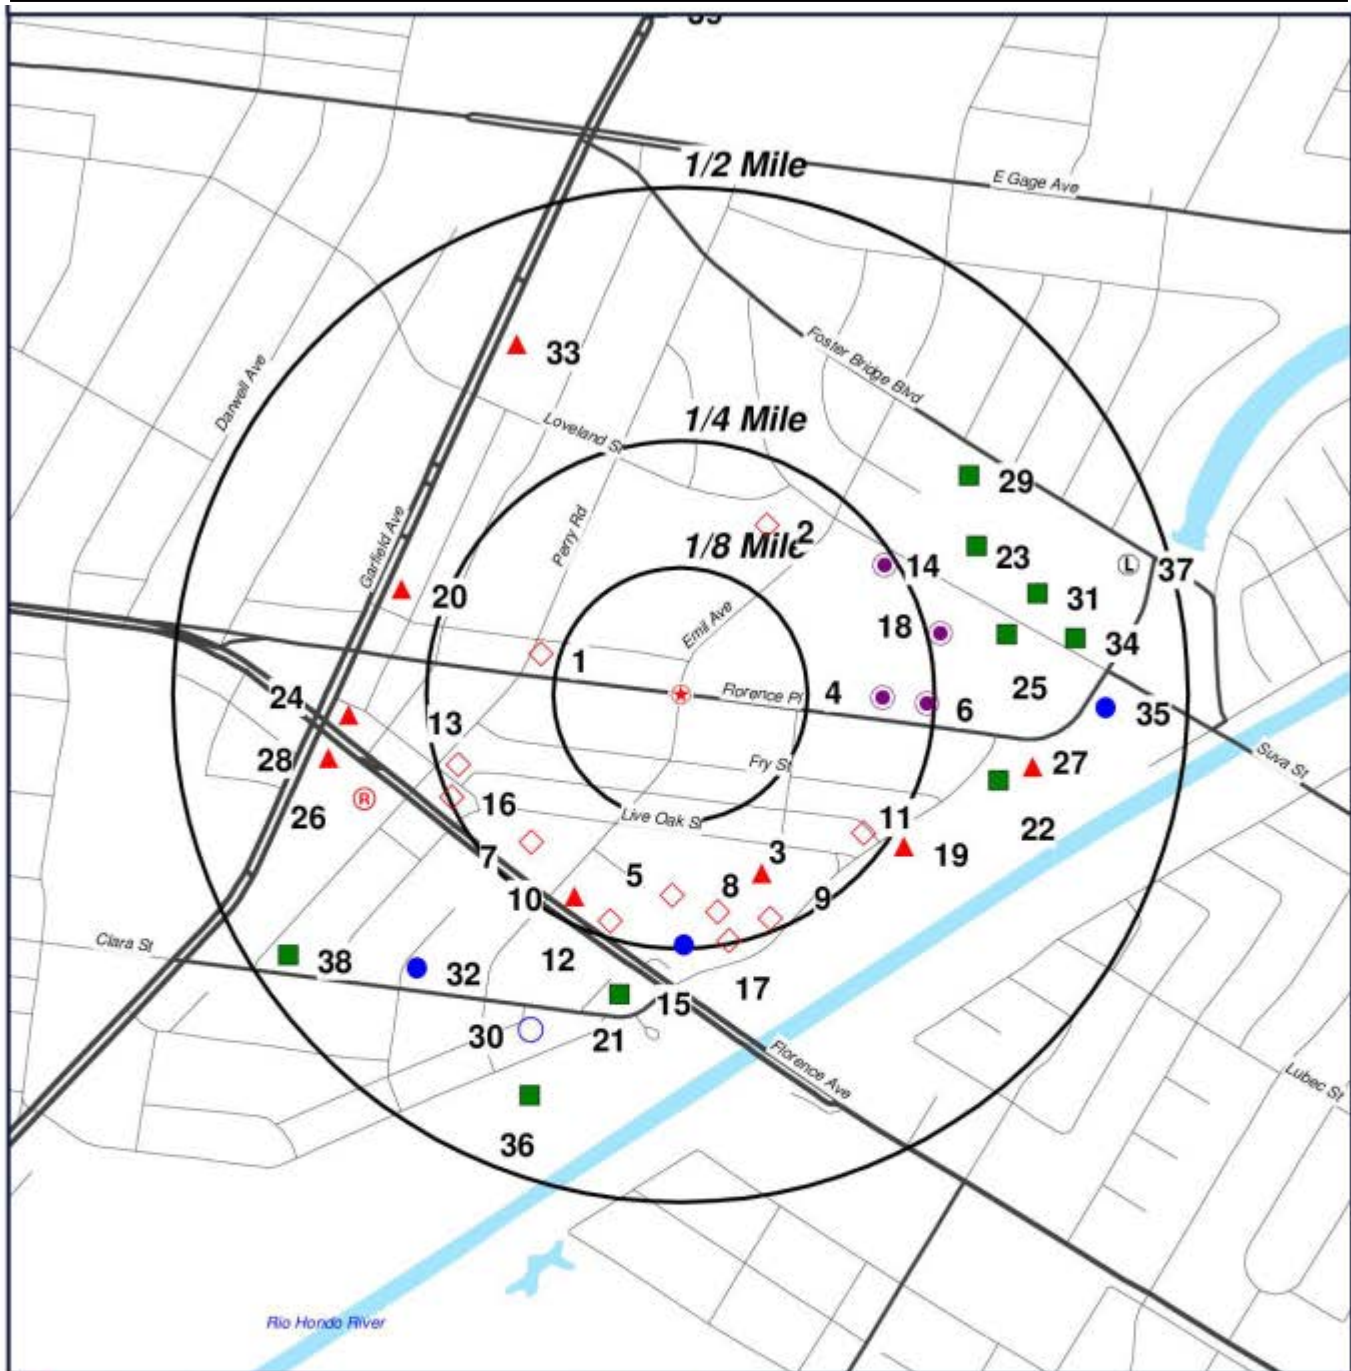 39
1/2 Mile
E Gage Ave
33
Foster Bridge Blvd
Darwell Ave
1/4 Mile
Loveland St
29
Perry Rd
2
1/8 Mile
23
14
L
37
Garfield Ave
20
31
Emil Ave
18
34
1
25
Florence Pl
4
6
35
24
13
Suva St
28
Fry St
27
R
16
26
Live Oak St
11
22
3
19
7
5
8
10
9
Clara St
38
32
12
17
15
30
21
Florence Ave
Lubec St
36
Rio Hondo River